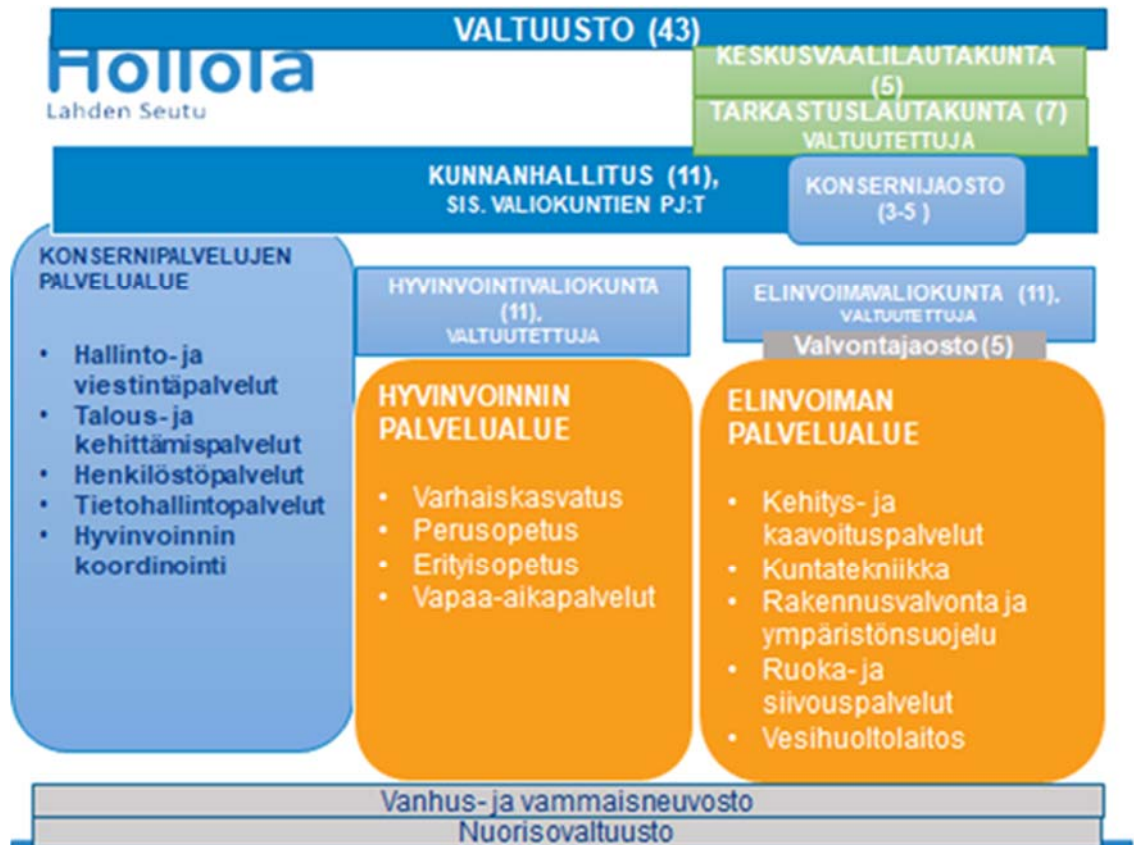 VALTUUSTO (43)
Hollola
Lahden Seutu
KESKUSVAALILAUTAKUNTA
(5)
TARKASTUSLAUTAKUNTA (7)
VALTUUTETTUJA
KUNNANHALLITUS (11),
SIS. VALIOKUNTIEN PJ:T
KONSERNIJAOSTO
(3-5 )
KONSERNIPALVELUJEN
PALVELUALUE
• Hallinto- ja
viestintäpalvelut
• Talous- ja
kehittämispalvelut
• Henkilöstöpalvelut
• Tietohallintopalvelut
• Hyvinvoinnin
koordinointi
HYVINVOINTIVALIOKUNTA
(11),
VALTUUTETTUJA
HYVINVOINNIN
PALVELUALUE
• Varhaiskasvatus
• Perusopetus
• Erityisopetus
• Vapaa-aikapalvelut
ELINVOIMAVALIOKUNTA (11),
VALTUUTETTUJA
Valvontajaosto (5)
ELINVOIMAN
PALVELUALUE
• Kehitys- ja
kaavoituspalvelut
• Kuntatekniikka
• Rakennusvalvonta ja
ympäristönsuojelu
• Ruoka- ja
siivouspalvelut
• Vesihuoltolaitos
Vanhus- ja vammaisneuvosto
Nuorisovaltuusto